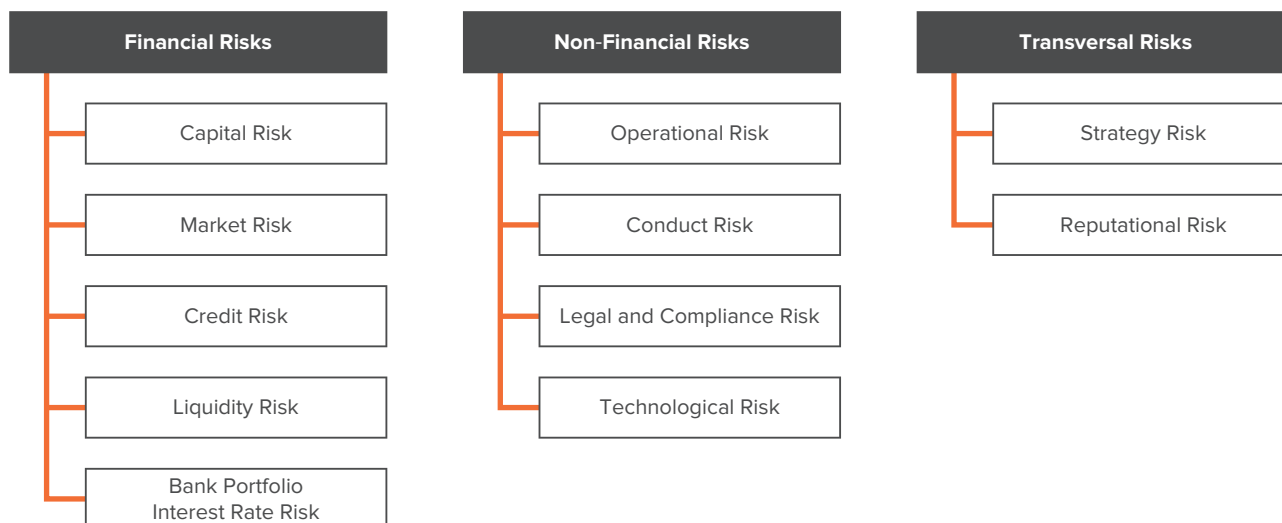 Financial Risks
Capital Risk
Market Risk
Credit Risk
Liquidity Risk
Bank Portfolio
Interest Rate Risk
Non-Financial Risks
Operational Risk
Conduct Risk
Legal and Compliance Risk
Technological Risk
Transversal Risks
Strategy Risk
Reputational Risk